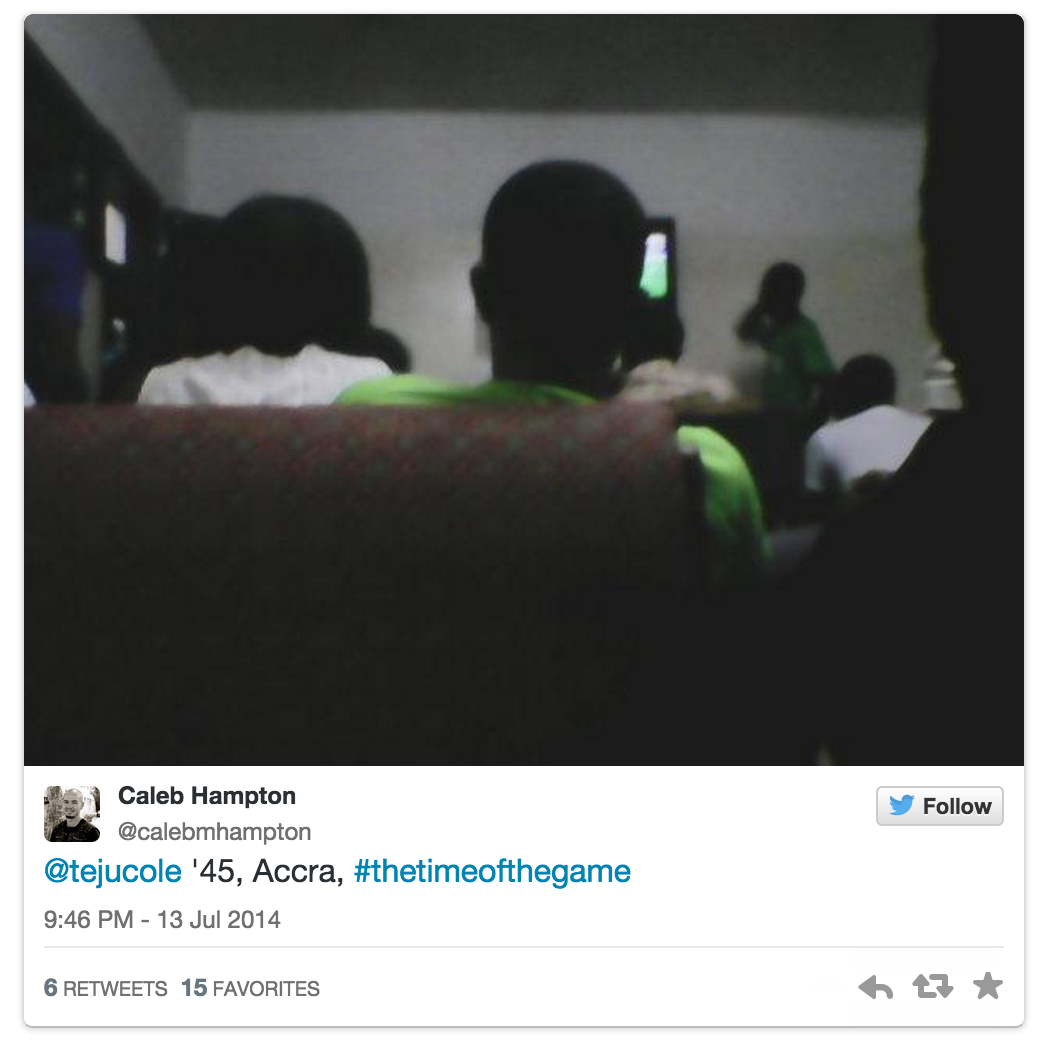 Caleb Hampton
@calebmhampton
Follow
@tejucole '45, Accra, #thetimeofthegame
9:46 PM - 13 Jul 2014
6 RETWEETS 15 FAVORITES